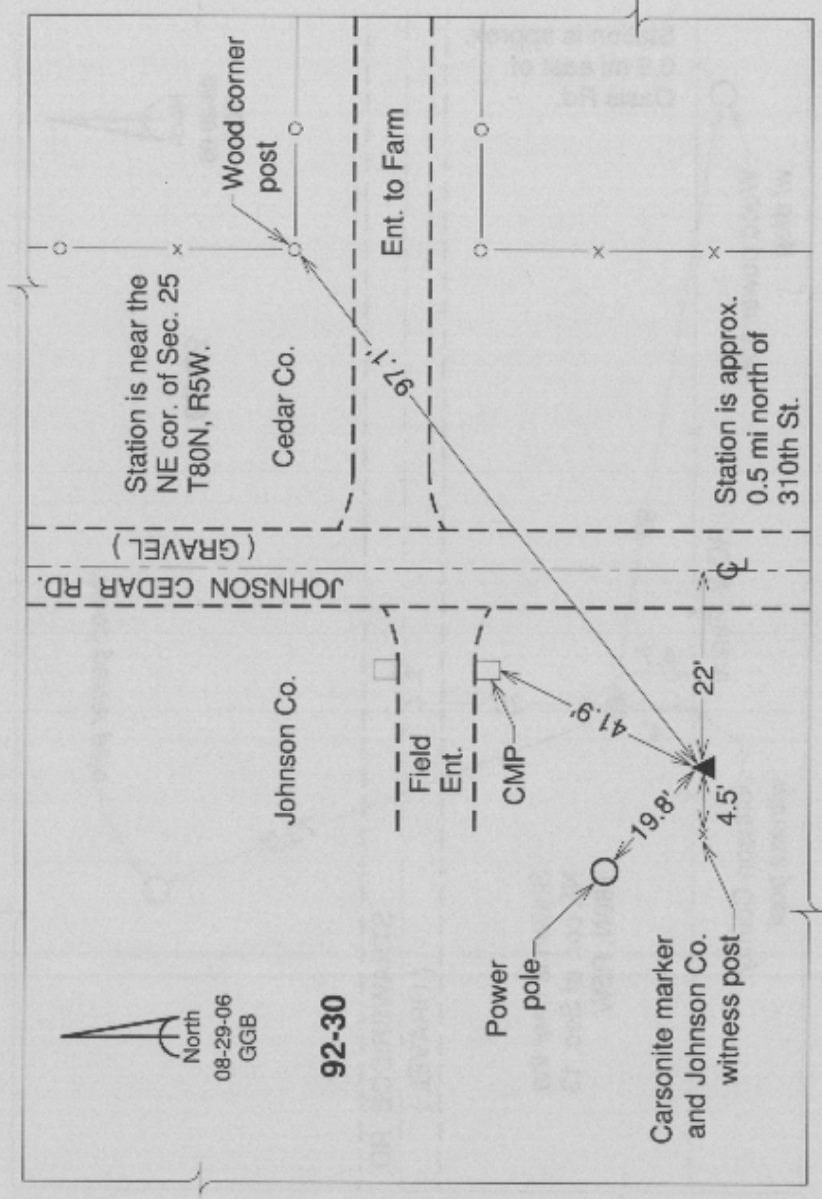 North
08-29-06
GGB
92-30
Johnson Co.
JOHNSON CEDAR RD.
( GRAVEL )
Station is near the
NE cor. of Sec. 25
T80N, R5W.
Cedar Co.
Wood corner
post
Ent. to Farm
Field
Ent.
CMP
97.1'
41.9'
Power
pole
19.8'
4.5'
22'
℄
Carsonite marker
and Johnson Co.
witness post
Station is approx.
0.5 mi north of
310th St.